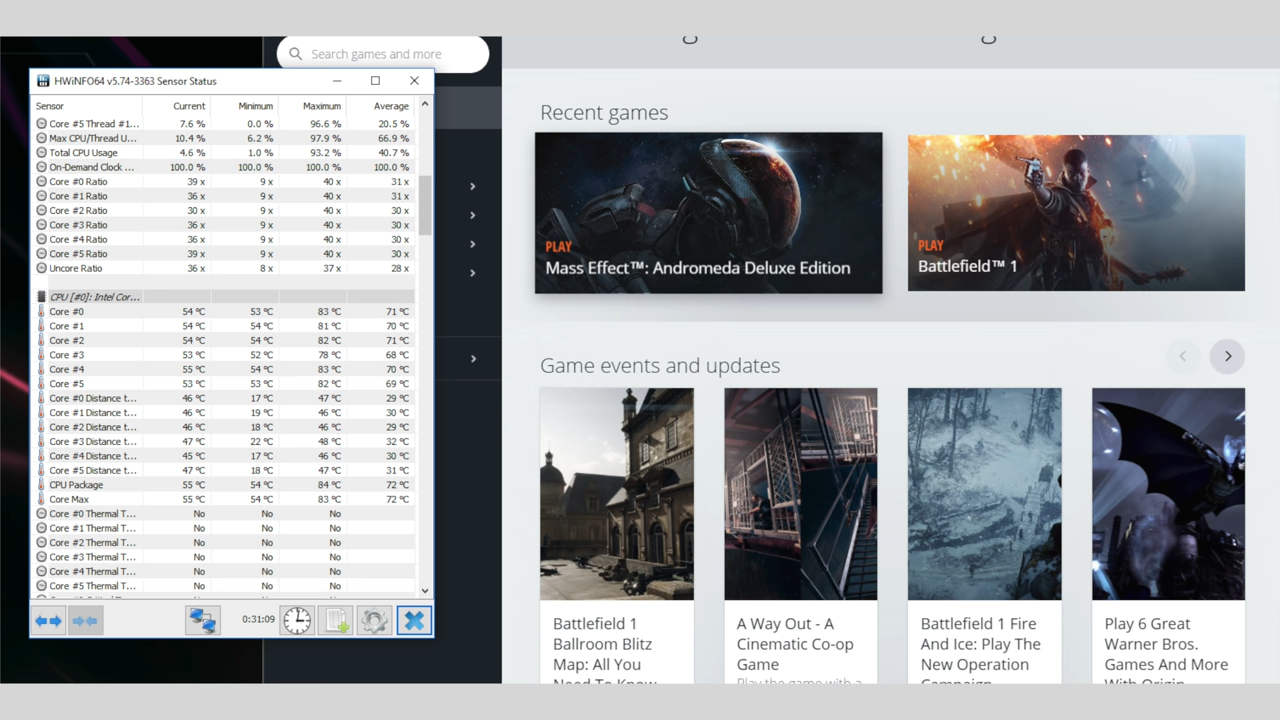 Search games and more
HWiNFO64 v5.74-3363 Sensor Status
Sensor Current Minimum Maximum Average
Core #5 Thread #1... 7.6 % 0.0 % 96.6 % 20.5 %
Max CPU/Thread U... 10.4 % 6.2 % 97.9 % 66.9 %
Total CPU Usage 4.6 % 1.0 % 93.2 % 40.7 %
On-Demand Clock ... 100.0 % 100.0 % 100.0 % 100.0 %
Core #0 Ratio 39 x 9 x 40 x 31 x
Core #1 Ratio 36 x 9 x 40 x 31 x
Core #2 Ratio 30 x 9 x 40 x 30 x
Core #3 Ratio 36 x 9 x 40 x 30 x
Core #4 Ratio 36 x 9 x 40 x 30 x
Core #5 Ratio 39 x 9 x 40 x 30 x
Uncore Ratio 36 x 8 x 37 x 28 x
CPU [#0]: Intel Cor...
Core #0 54 °C 53 °C 83 °C 71 °C
Core #1 54 °C 54 °C 81 °C 70 °C
Core #2 54 °C 54 °C 82 °C 71 °C
Core #3 53 °C 52 °C 78 °C 68 °C
Core #4 55 °C 54 °C 83 °C 70 °C
Core #5 53 °C 53 °C 82 °C 69 °C
Core #0 Distance t... 46 °C 17 °C 47 °C 29 °C
Core #1 Distance t... 46 °C 19 °C 46 °C 30 °C
Core #2 Distance t... 46 °C 18 °C 46 °C 29 °C
Core #3 Distance t... 47 °C 22 °C 48 °C 32 °C
Core #4 Distance t... 45 °C 17 °C 46 °C 30 °C
Core #5 Distance t... 47 °C 18 °C 47 °C 31 °C
CPU Package 55 °C 54 °C 84 °C 72 °C
Core Max 55 °C 54 °C 83 °C 72 °C
Core #0 Thermal T... No No No
Core #1 Thermal T... No No No
Core #2 Thermal T... No No No
Core #3 Thermal T... No No No
Core #4 Thermal T... No No No
Core #5 Thermal T... No No No
0:31:09
Recent games
PLAY
Mass Effect™: Andromeda Deluxe Edition
PLAY
Battlefield™ 1
Game events and updates
Battlefield 1
Ballroom Blitz
Map: All You
Need To Know
A Way Out - A
Cinematic Co-op
Game
Play the game with a
Battlefield 1 Fire
And Ice: Play The
New Operation
Campaign
Play 6 Great
Warner Bros.
Games And More
With Origin